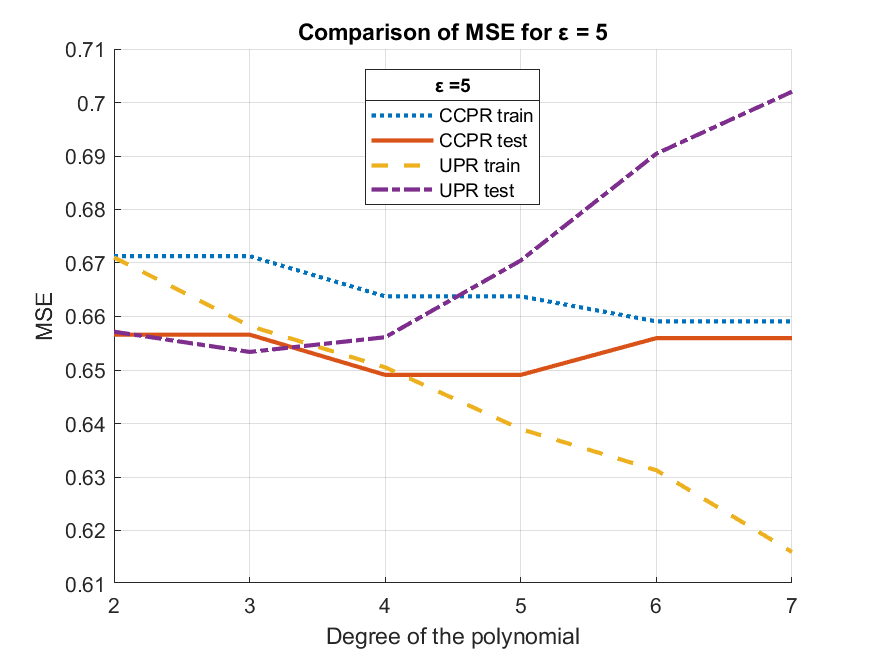 Comparison of MSE for ε = 5
0.71
0.7
0.69
0.68
0.67
0.66
0.65
0.64
0.63
0.62
0.61
MSE
ε =5
CCPR train
CCPR test
UPR train
UPR test
2 3 4 5 6 7
Degree of the polynomial